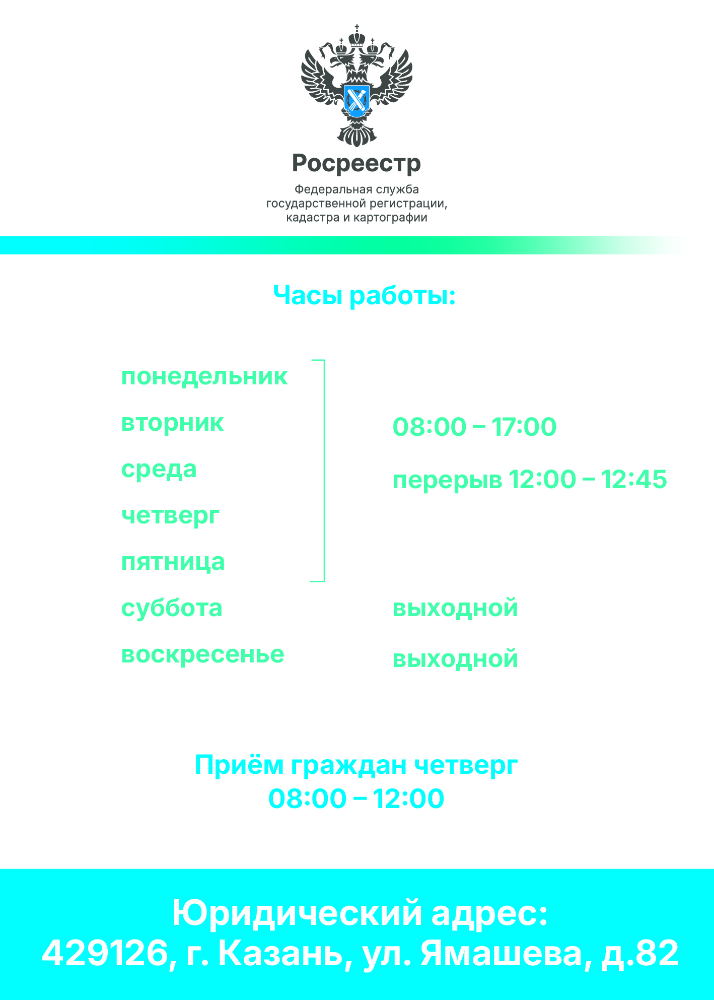 Росреестр
Федеральная служба
государственной регистрации,
кадастра и картографии
Часы работы:
понедельник
вторник
среда
четверг
пятница
08:00 – 17:00
перерыв 12:00 – 12:45
суббота
выходной
воскресенье
выходной
Приём граждан четверг
08:00 – 12:00
Юридический адрес:
429126, г. Казань, ул. Ямашева, д.82